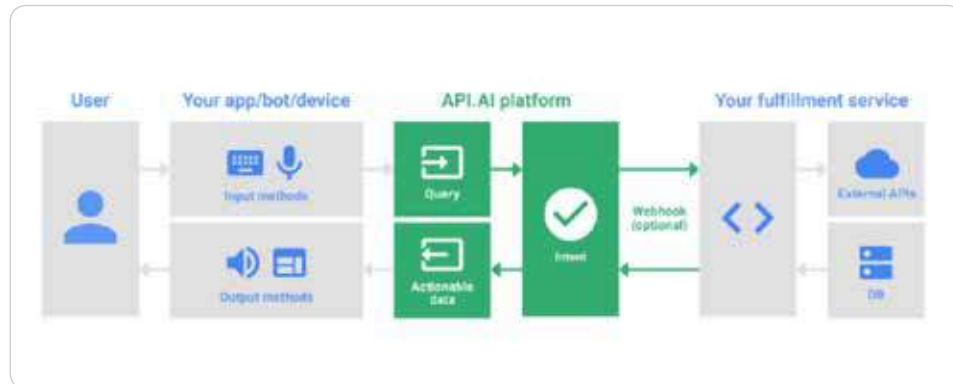 User
Your app/bot/device
API.AI platform
Your fulfillment service
Input methods
Query
External APIs
Webhook
(optional)
Intent
Output methods
Actionable
data
DB